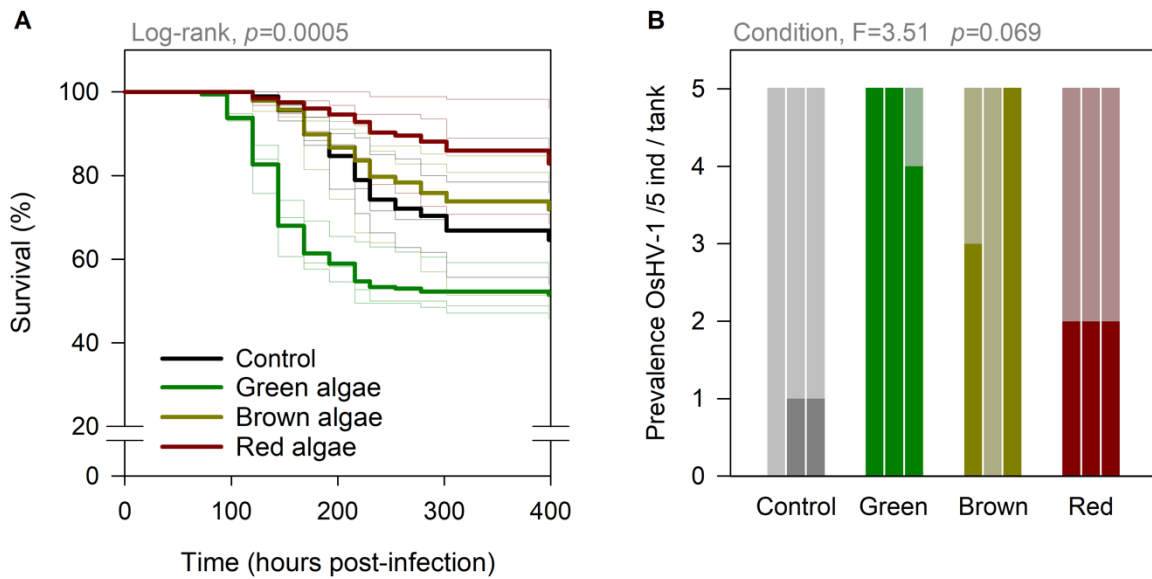 A
Log-rank, p=0.0005
Survival (%)
100
80
60
40
20
0
Control
Green algae
Brown algae
Red algae
0 100 200 300 400
Time (hours post-infection)
B
Condition, F=3.51 p=0.069
Prevalence OsHV-1 /5 ind / tank
5
4
3
2
1
0
Control Green Brown Red